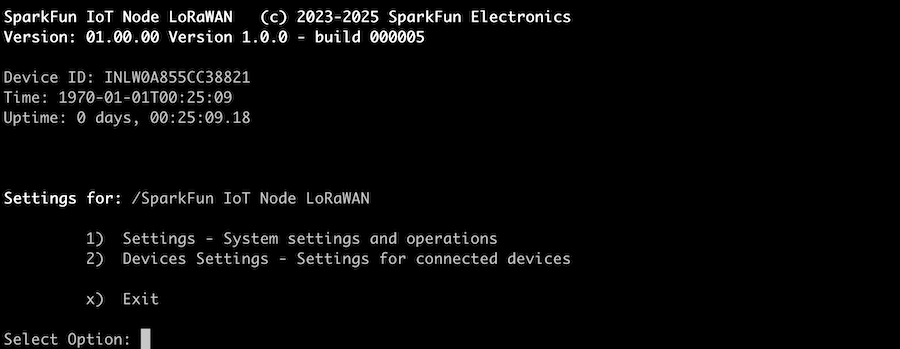 SparkFun IoT Node LoRaWAN   (c) 2023-2025 SparkFun Electronics
Version: 01.00.00 Version 1.0.0 - build 000005
Device ID: INLW0A855CC38821
Time: 1970-01-01T00:25:09
Uptime: 0 days, 00:25:09.18
Settings for: /SparkFun IoT Node LoRaWAN
1)  Settings - System settings and operations
2)  Devices Settings - Settings for connected devices
x)  Exit
Select Option: